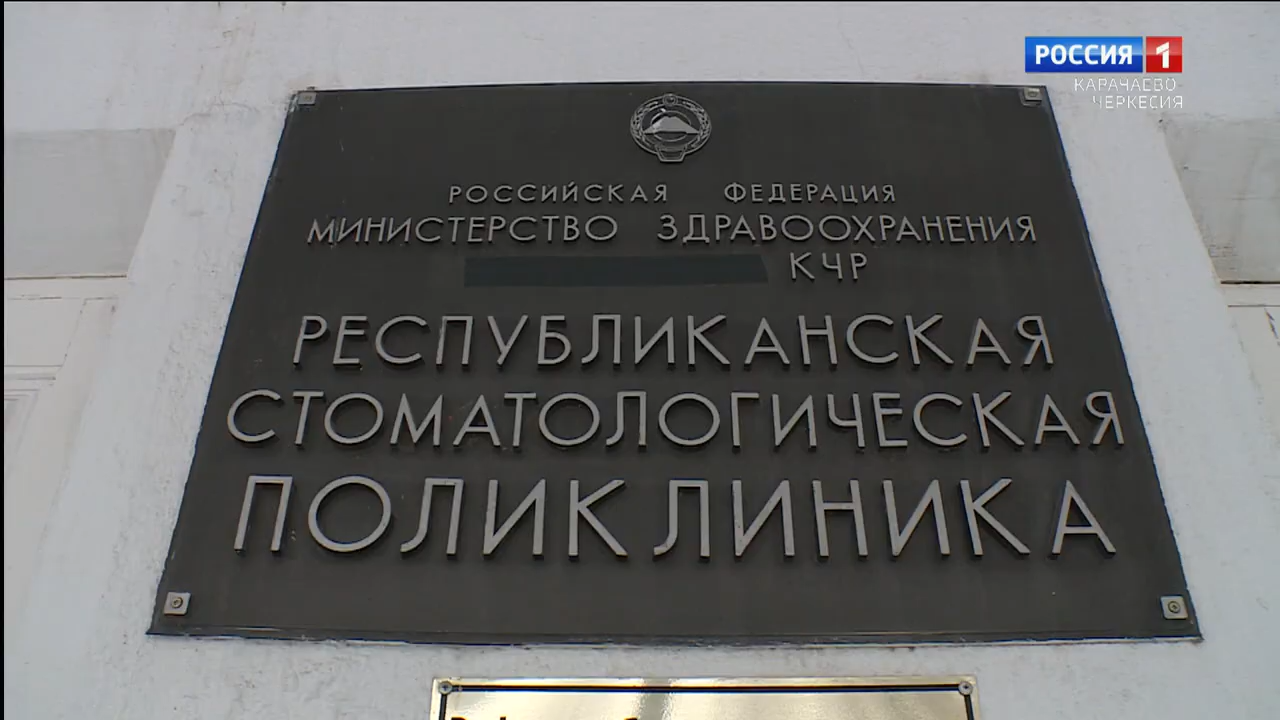 РОССИЯ 1
КАРАЧАЕВО
ЧЕРКЕСИЯ
РОССИЙСКАЯ ФЕДЕРАЦИЯ
МИНИСТЕРСТВО ЗДРАВООХРАНЕНИЯ
КЧР
РЕСПУБЛИКАНСКАЯ
СТОМАТОЛОГИЧЕСКАЯ
ПОЛИКЛИНИКА